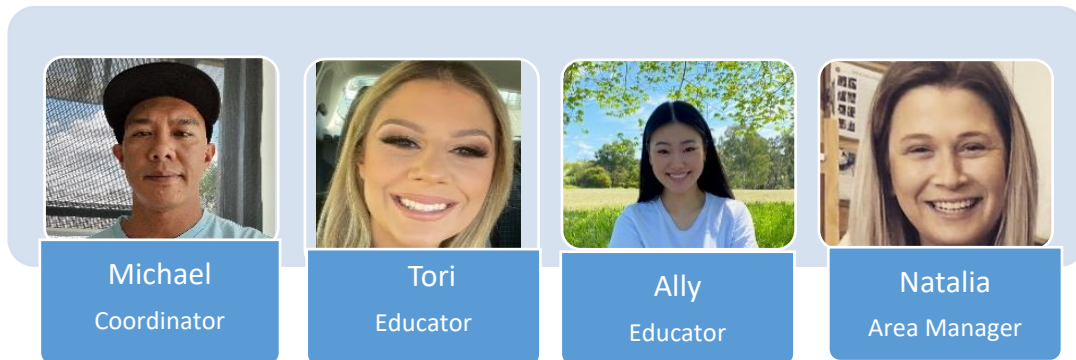 Michael
Coordinator
Tori
Educator
Ally
Educator
Natalia
Area Manager